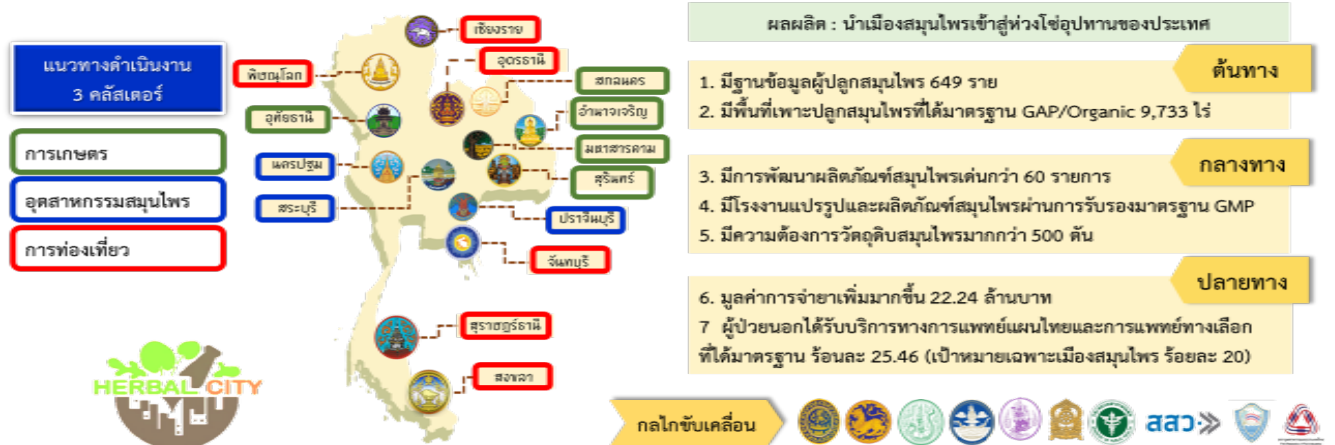 แนวทางดำเนินงาน
3 คลัสเตอร์
การเกษตร
อุตสาหกรรมสมุนไพร
การท่องเที่ยว
เชียงราย
พิษณุโลก
อุดรธานี
สกลนคร
อุทัยธานี
อำนาจเจริญ
มหาสารคาม
นครปฐม
สุรินทร์
สระบุรี
ปราจีนบุรี
จันทบุรี
สุราษฎร์ธานี
สงขลา
HERBAL CITY
ผลผลิต : นำเมืองสมุนไพรเข้าสู่ห่วงโซ่อุปทานของประเทศ
ต้นทาง
1. มีฐานข้อมูลผู้ปลูกสมุนไพร 649 ราย
2. มีพื้นที่เพาะปลูกสมุนไพรที่ได้มาตรฐาน GAP/Organic 9,733 ไร่
กลางทาง
3. มีการพัฒนาผลิตภัณฑ์สมุนไพรเด่นกว่า 60 รายการ
4. มีโรงงานแปรรูปและผลิตภัณฑ์สมุนไพรผ่านการรับรองมาตรฐาน GMP
5. มีความต้องการวัตถุดิบสมุนไพรมากกว่า 500 ตัน
ปลายทาง
6. มูลค่าการจ่ายาเพิ่มมากขึ้น 22.24 ล้านบาท
7 ผู้ป่วยนอกได้รับบริการทางการแพทย์แผนไทยและการแพทย์ทางเลือก
ที่ได้มาตรฐาน ร้อนละ 25.46 (เป้าหมายเฉพาะเมืองสมุนไพร ร้อยละ 20)
กลไกขับเคลื่อน
สสว